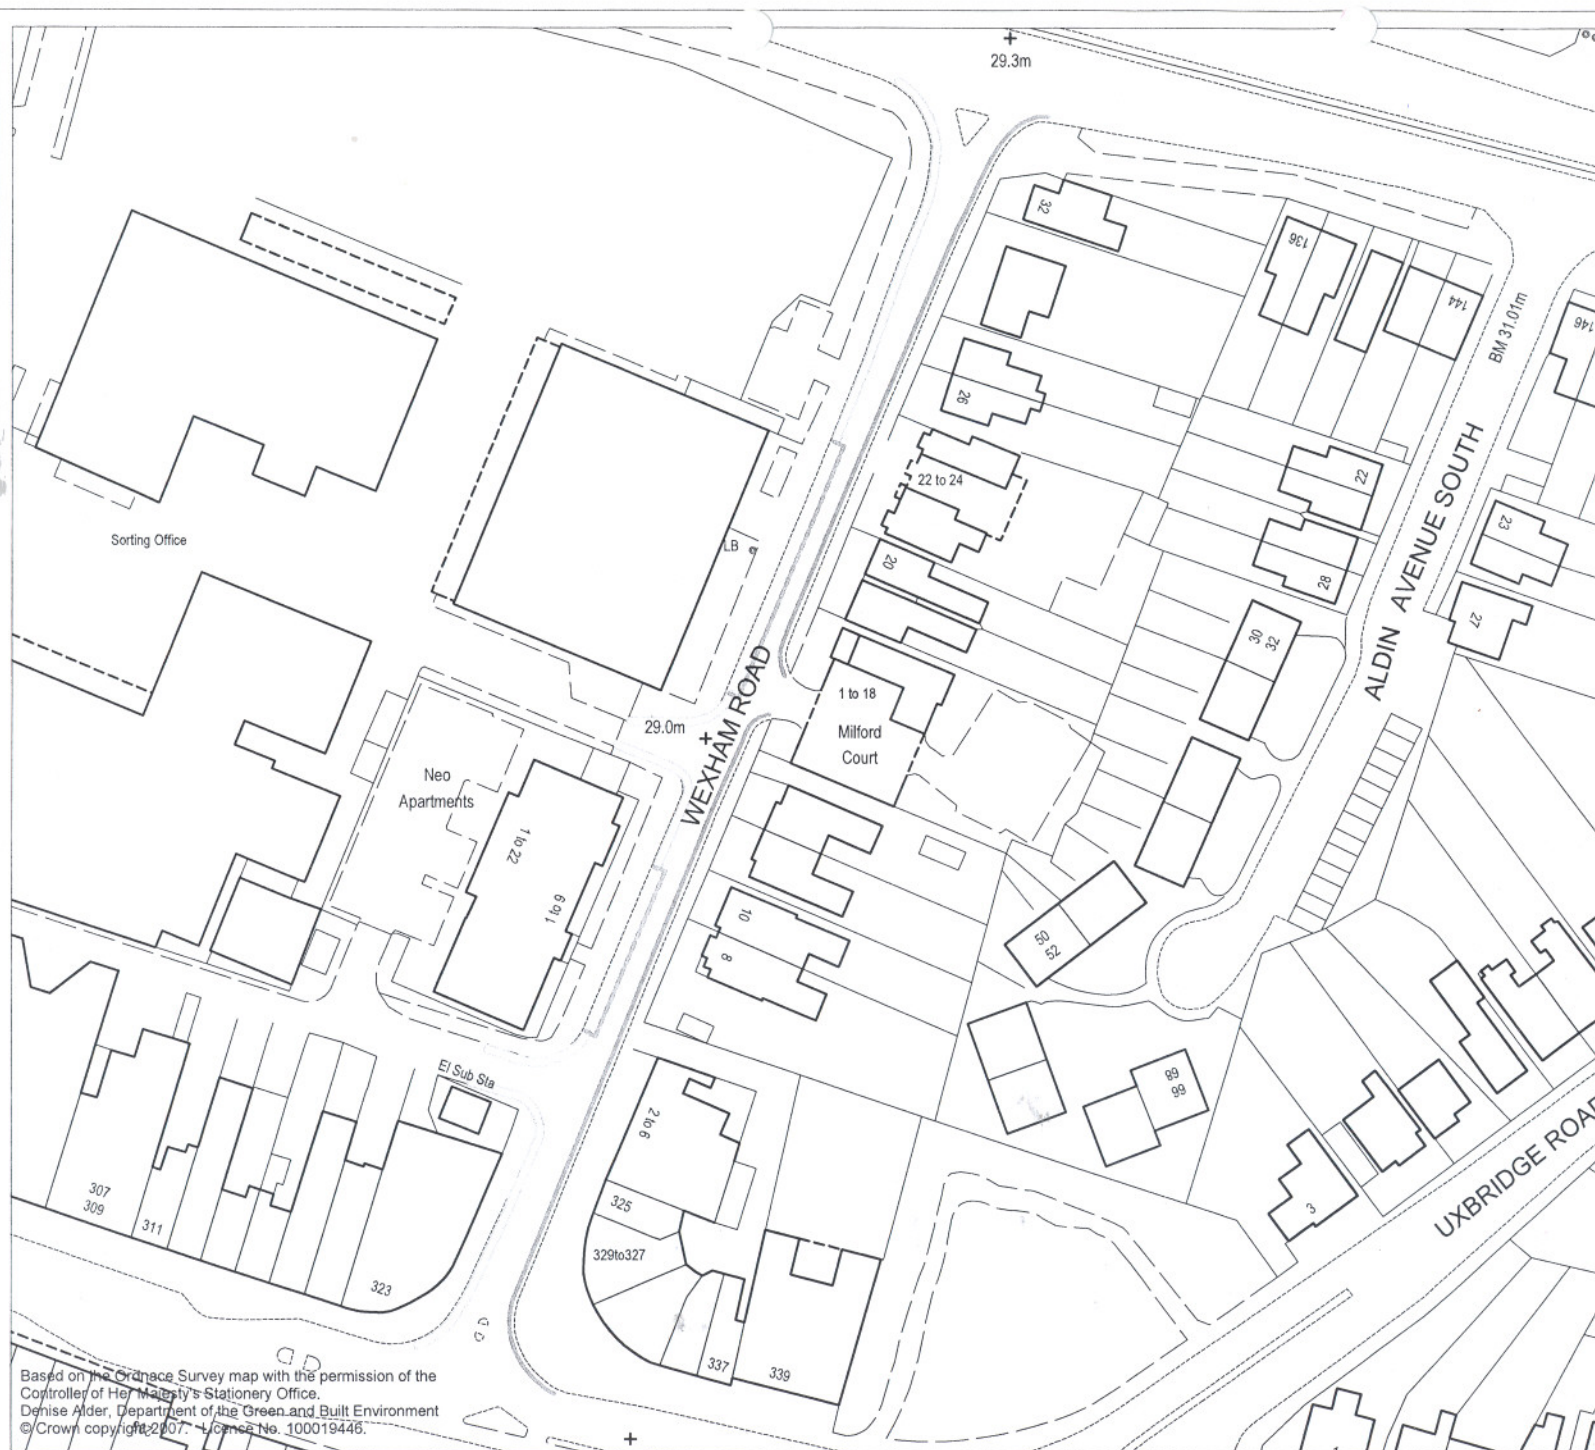 29.3m
32
136
144
146
BM 31.01m
26
22 to 24
22
28
20
23
27
30
32
ALDIN AVENUE SOUTH
Sorting Office
LB
WEXHAM ROAD
29.0m
1 to 18
Milford
Court
Neo
Apartments
1 to 22
1 to 9
10
8
50
52
El Sub Sta
2 to 6
89
99
325
329to327
337
339
307
309
311
323
3
UXBRIDGE ROA
Based on the Ordnace Survey map with the permission of the
Controller of Her Majesty's Stationery Office.
Denise Alder, Department of the Green and Built Environment
© Crown copyright 2007. Licence No. 100019446.